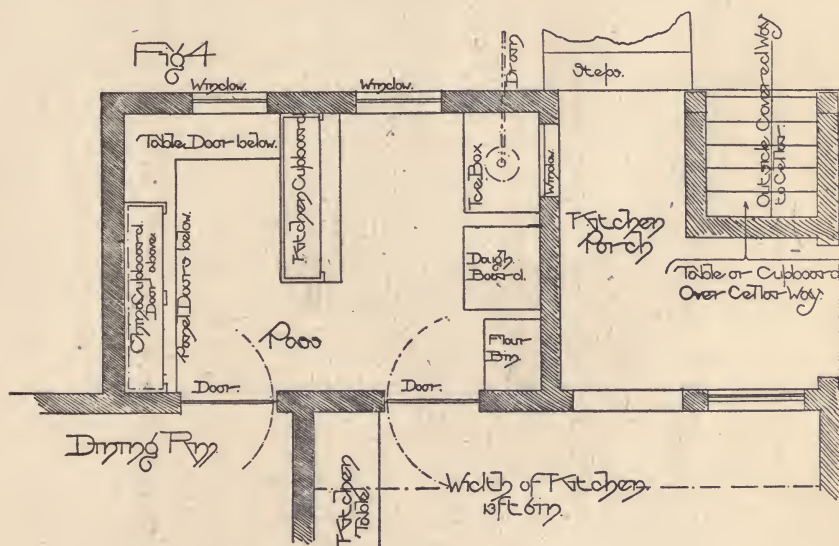 Fig 4
Window.
Window.
Drain
Steps.
Outside Covered Way
to Cellar.
Table Door below.
Kitchen Cupboard
Ice Box
Window
Kitchen
Porch
China Cupboard.
Door above
Panel Doors below.
Dough
Board.
Table or Cupboard
Over Cellar Way.
Pass
Flour
Bin.
Door.
Door.
Dining Rm
Kitchen
Table
Width of Kitchen
13ft 6in.